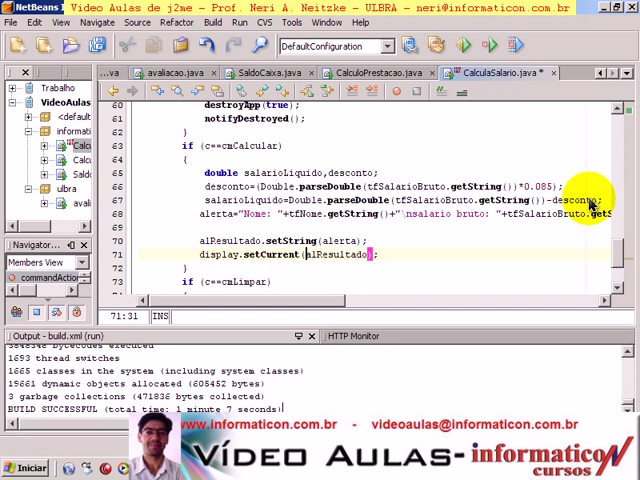 NetBeans I
Video Aulas de j2me - Prof. Neri A. Neitzke - ULBRA - neri@informaticon.com.br
File Edit View Navigate Source Refactor Build Run CVS Tools Window Help
DefaultConfiguration
...va avaliacao.java SaldoCaixa.java CalculoPrestacao.java CalculaSalario.java *
Trabalho
VideoAulas
<default
informati
Calcu
Calcu
Saldo
ulbra
avali
60 destroyApp(true);
61 notifyDestroyed();
62 }
63 if (c==cmCalcular)
64 {
65 double salarioLiquido,desconto;
66 desconto=(Double.parseDouble(tfSalarioBruto.getString())*0.085);
67 salarioLiquido=Double.parseDouble(tfSalarioBruto.getString())-desconto;
68 alerta="Nome: "+tfNome.getString()+"\nsalario bruto: "+tfSalarioBruto.getS
69
70 alResultado.setString(alerta);
71 display.setCurrent(alResultado);
72 }
73 if (c==cmLimpar)
Navigator
Members View
commandActio
71:31 INS
Output - build.xml (run) HTTP Monitor
3848348 bytecodes executed
1693 thread switches
1665 classes in the system (including system classes)
19661 dynamic objects allocated (605452 bytes)
3 garbage collections (471836 bytes collected)
BUILD SUCCESSFUL (total time: 1 minute 7 seconds)
www.informaticon.com.br - videoaulas@informaticon.com.br
Vídeo Aulas-informaticon
cursos
Iniciar